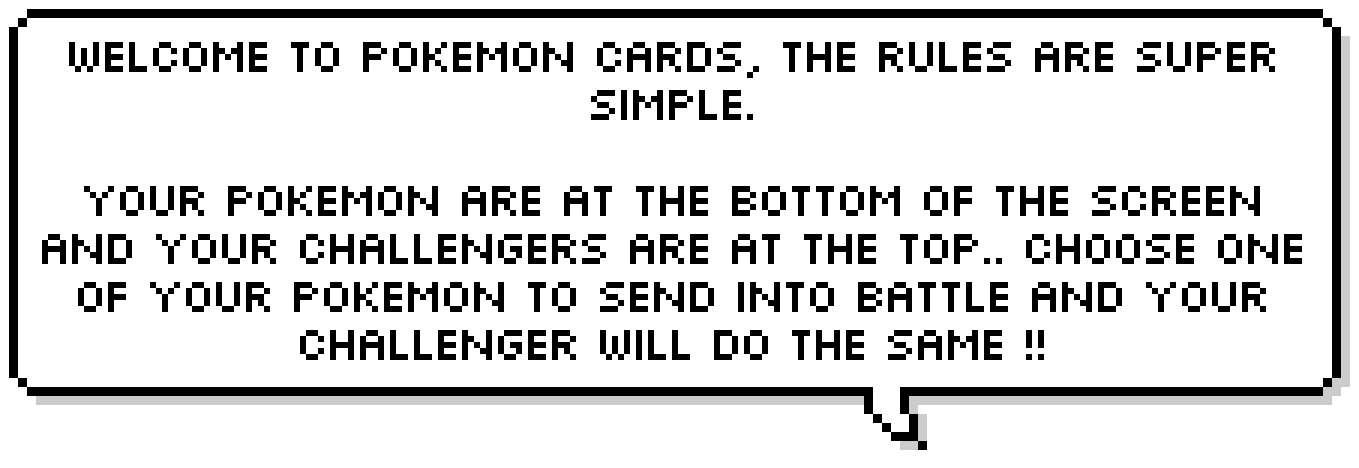 WELCOME TO POKEMON CARDS, THE RULES ARE SUPER
SIMPLE.
YOUR POKEMON ARE AT THE BOTTOM OF THE SCREEN
AND YOUR CHALLENGERS ARE AT THE TOP.. CHOOSE ONE
OF YOUR POKEMON TO SEND INTO BATTLE AND YOUR
CHALLENGER WILL DO THE SAME !!